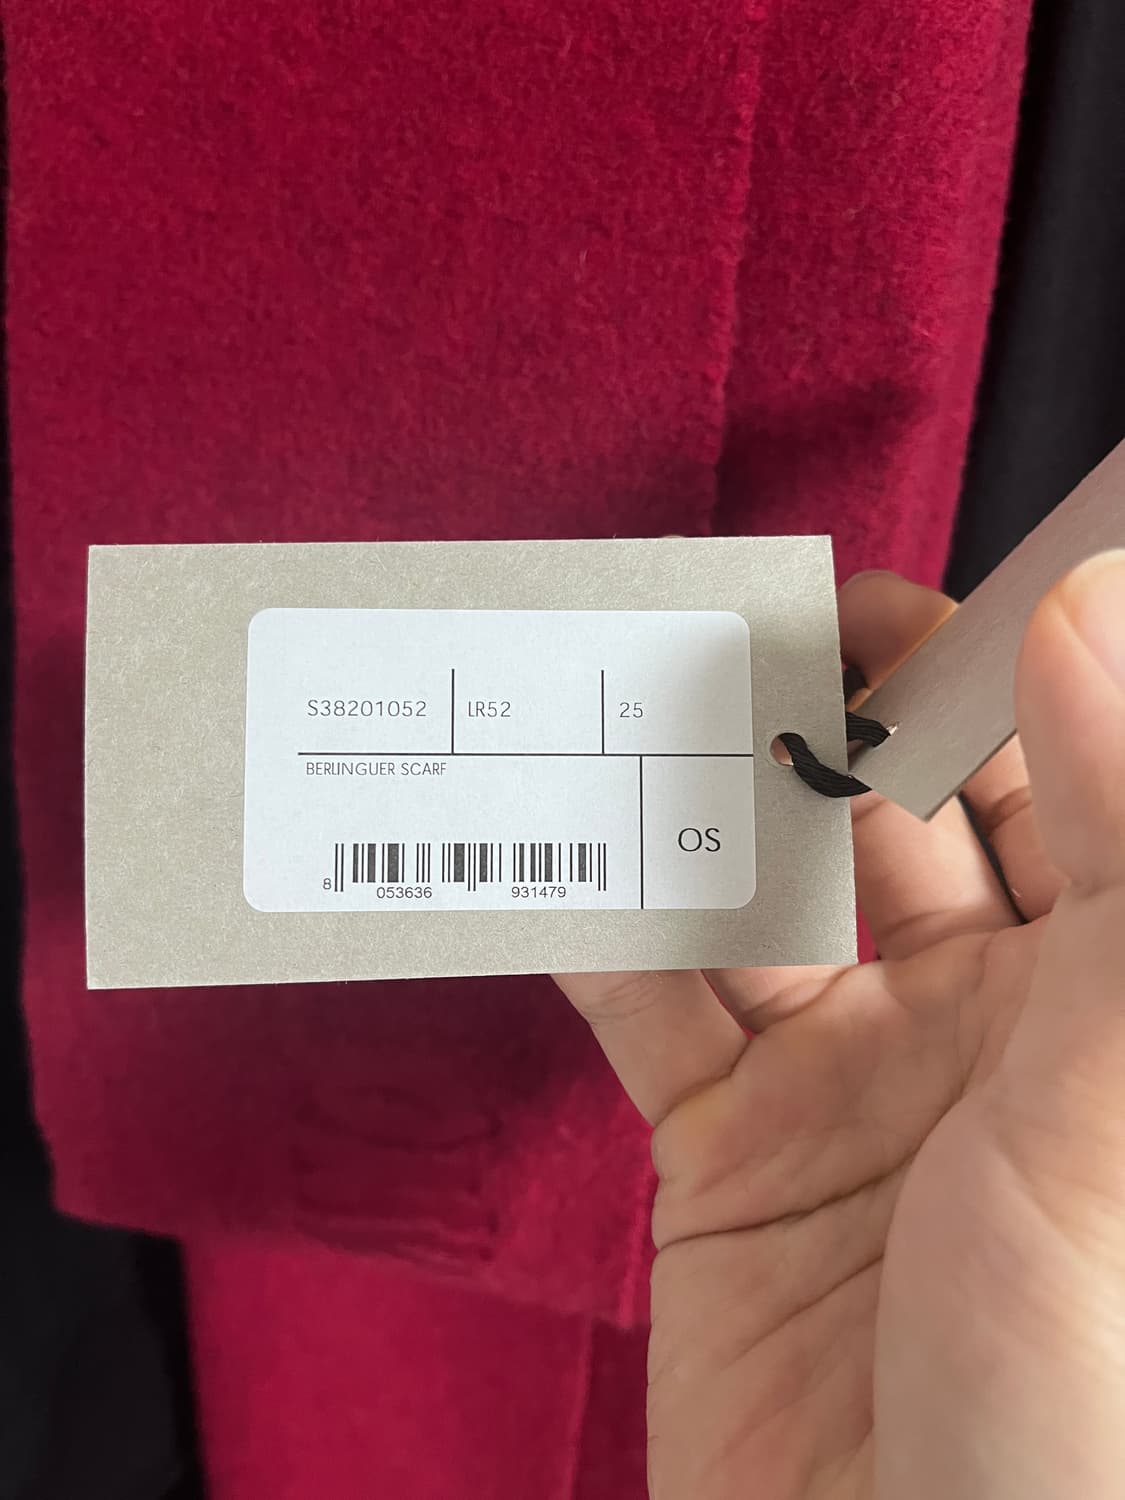 S38201052 LR52 25
BERLINGUER SCARF
OS
8 053636 931479